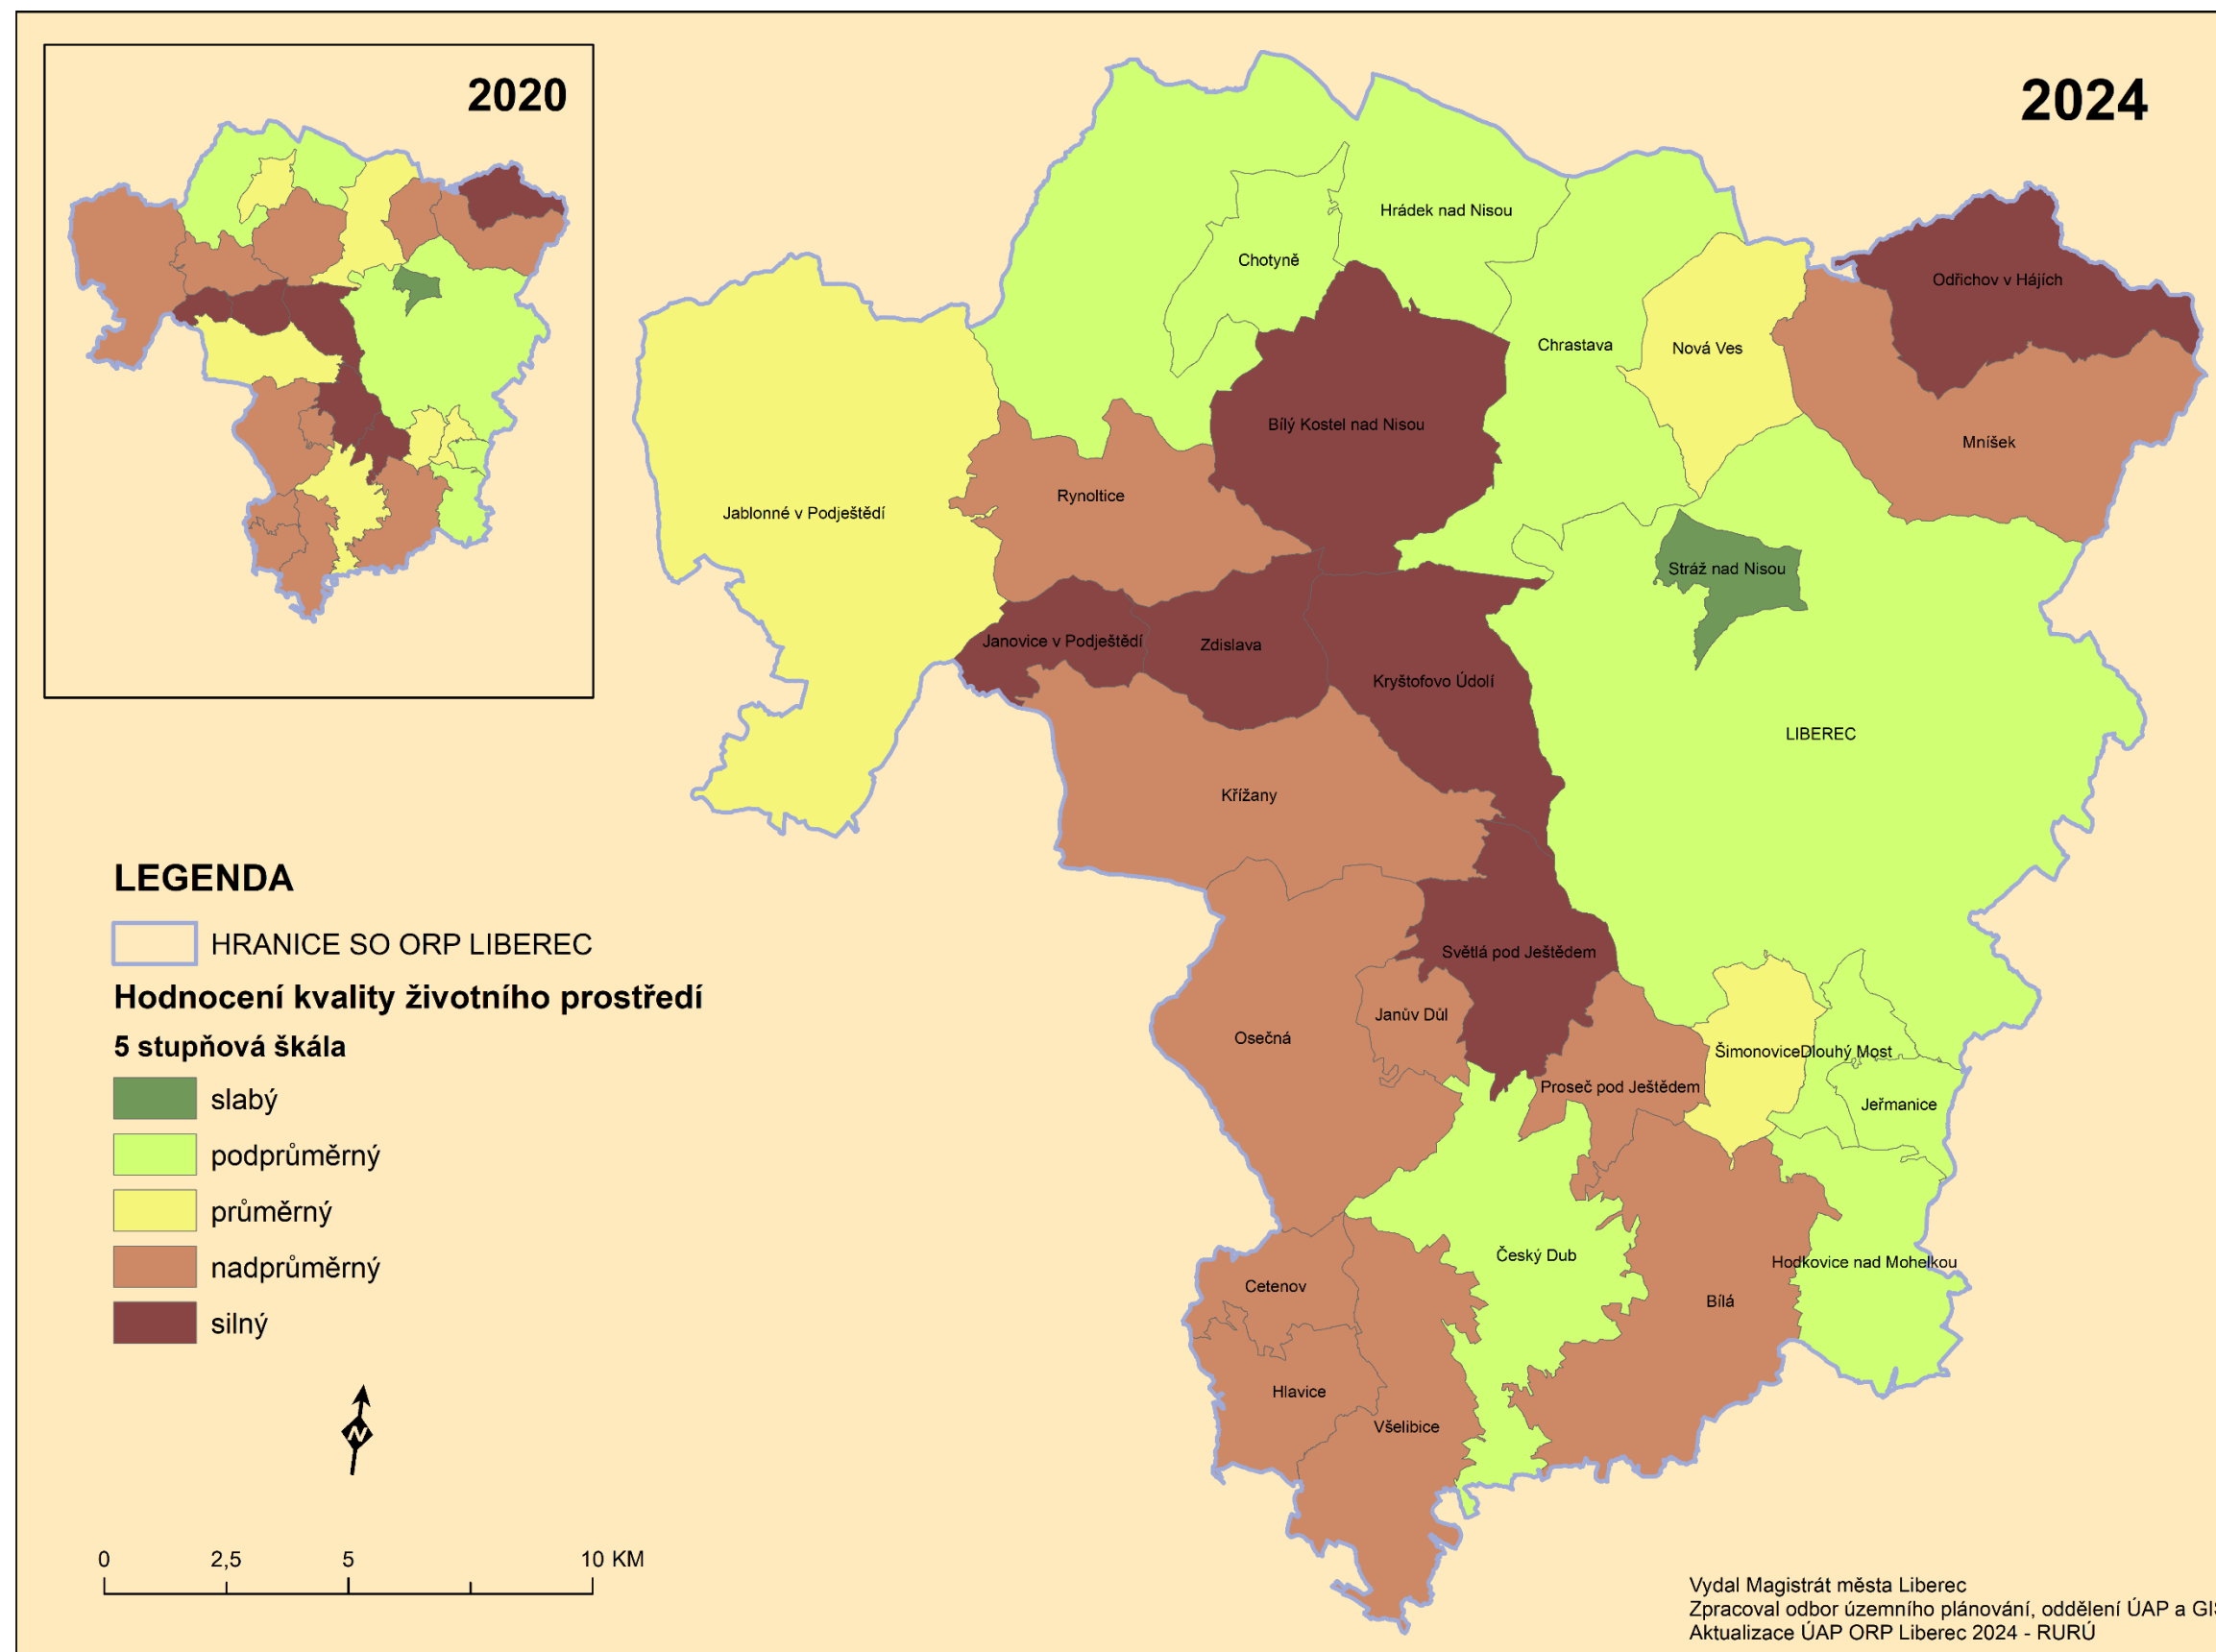 2020
2024
Hrádek nad Nisou
Chotyně
Odřichov v Hájích
Chrastava
Nová Ves
Bílý Kostel nad Nisou
Mníšek
Rynoltice
Jablonné v Podještědí
Stráž nad Nisou
Janovice v Podještědí
Zdislava
Kryštofovo Údolí
LIBEREC
Křížany
Světlá pod Ještědem
Janův Důl
Osečná
Šimonovice
Dlouhý Most
Proseč pod Ještědem
Jeřmanice
Český Dub
Hodkovice nad Mohelkou
Cetenov
Bílá
Hlavice
Všelibice
LEGENDA
HRANICE SO ORP LIBEREC
Hodnocení kvality životního prostředí
5 stupňová škála
slabý
podprůměrný
průměrný
nadprůměrný
silný
N
0 2,5 5 10 KM
Vydal Magistrát města Liberec
Zpracoval odbor územního plánování, oddělení ÚAP a GIS
Aktualizace ÚAP ORP Liberec 2024 - RURÚ